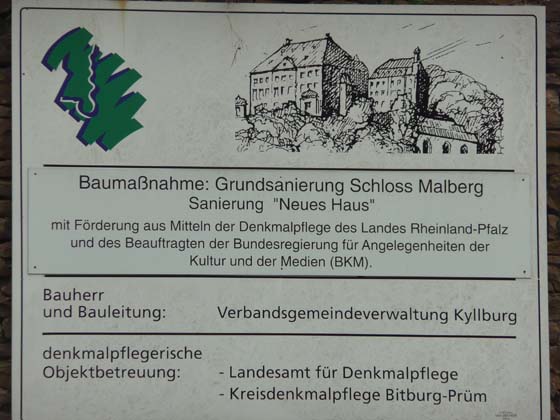 Baumaßnahme: Grundsanierung Schloss Malberg
Sanierung "Neues Haus"
mit Förderung aus Mitteln der Denkmalpflege des Landes Rheinland-Pfalz
und des Beauftragten der Bundesregierung für Angelegenheiten der
Kultur und der Medien (BKM).
Bauherr
und Bauleitung: Verbandsgemeindeverwaltung Kyllburg
denkmalpflegerische
Objektbetreuung: - Landesamt für Denkmalpflege
- Kreisdenkmalpflege Bitburg-Prüm